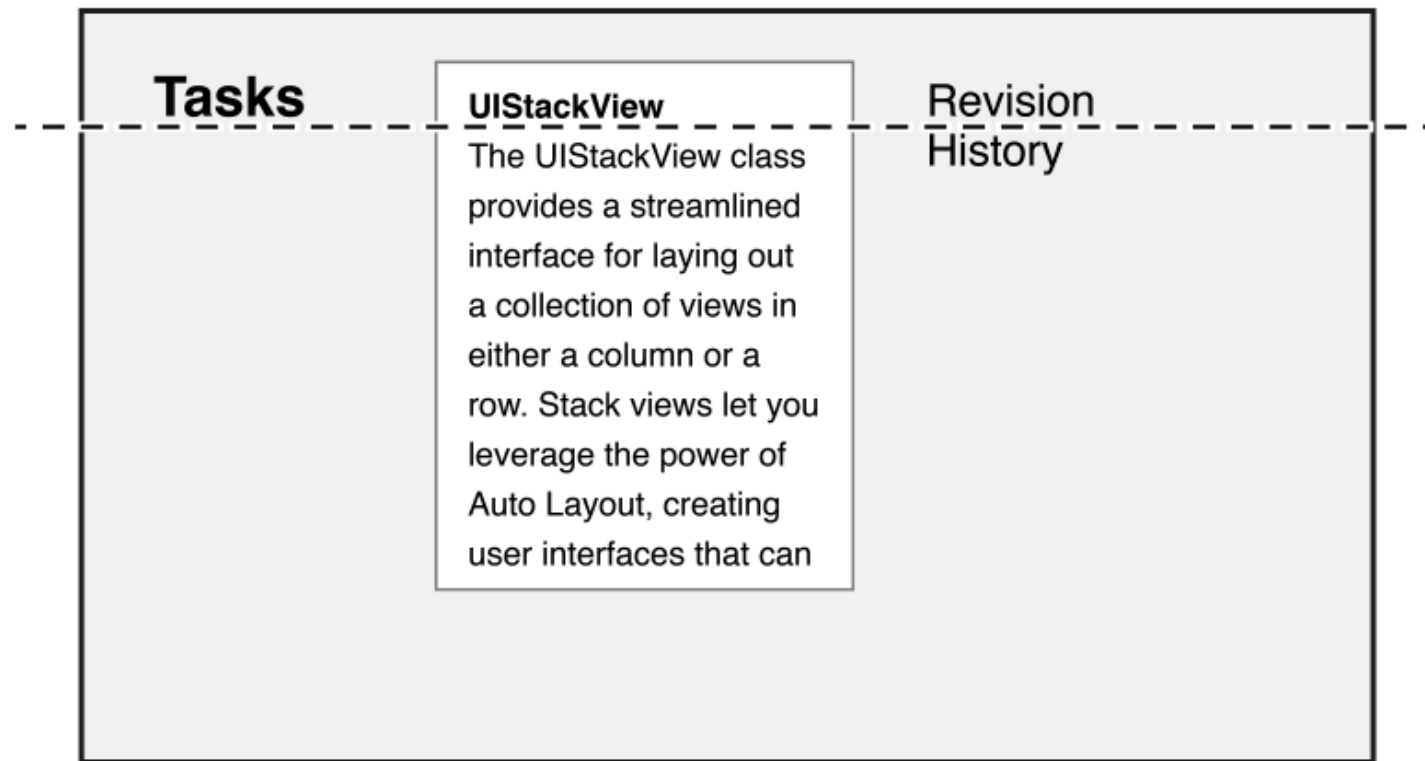 Tasks
UIStackView
The UIStackView class
provides a streamlined
interface for laying out
a collection of views in
either a column or a
row. Stack views let you
leverage the power of
Auto Layout, creating
user interfaces that can
Revision
History